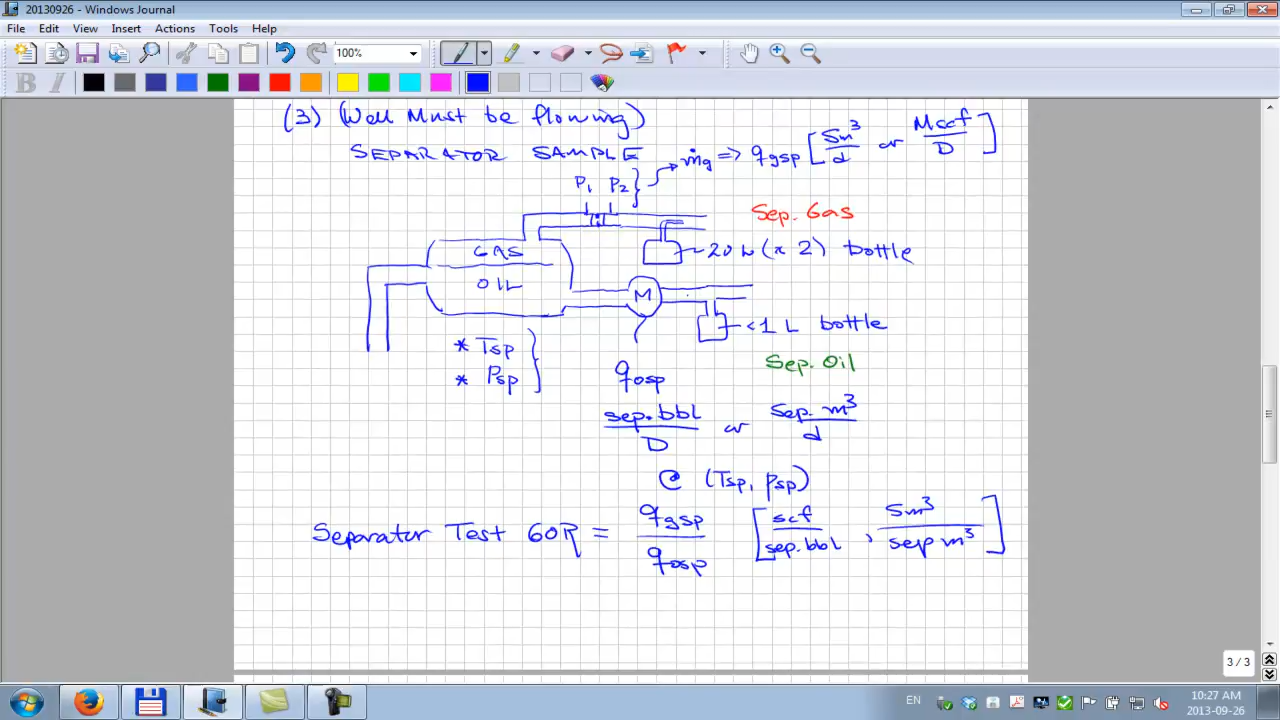 20130926 - Windows Journal
File Edit View Insert Actions Tools Help
100%
B I
(3) (Well Must be flowing)
SEPARATOR SAMPLE
ṁg => qgsp [Sm³/d or Mscf/D]
P1 P2
Sep. Gas
GAS
20 L (x 2) bottle
OIL
M
<1 L bottle
* Tsp
Sep. Oil
* Psp
qosp
sep.bbl/D or Sep. m³/d
@ (Tsp, psp)
Separator Test GOR = qgsp/qosp [scf/sep.bbl, Sm³/sep m³]
3 / 3
EN
10:27 AM
2013-09-26